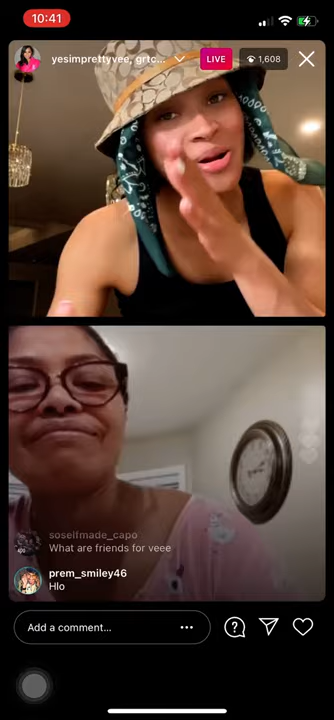 10:41
yesimprettyvee, grtc...
LIVE
1,608
soselfmade_capo
What are friends for veee
prem_smiley46
Hlo
Add a comment...